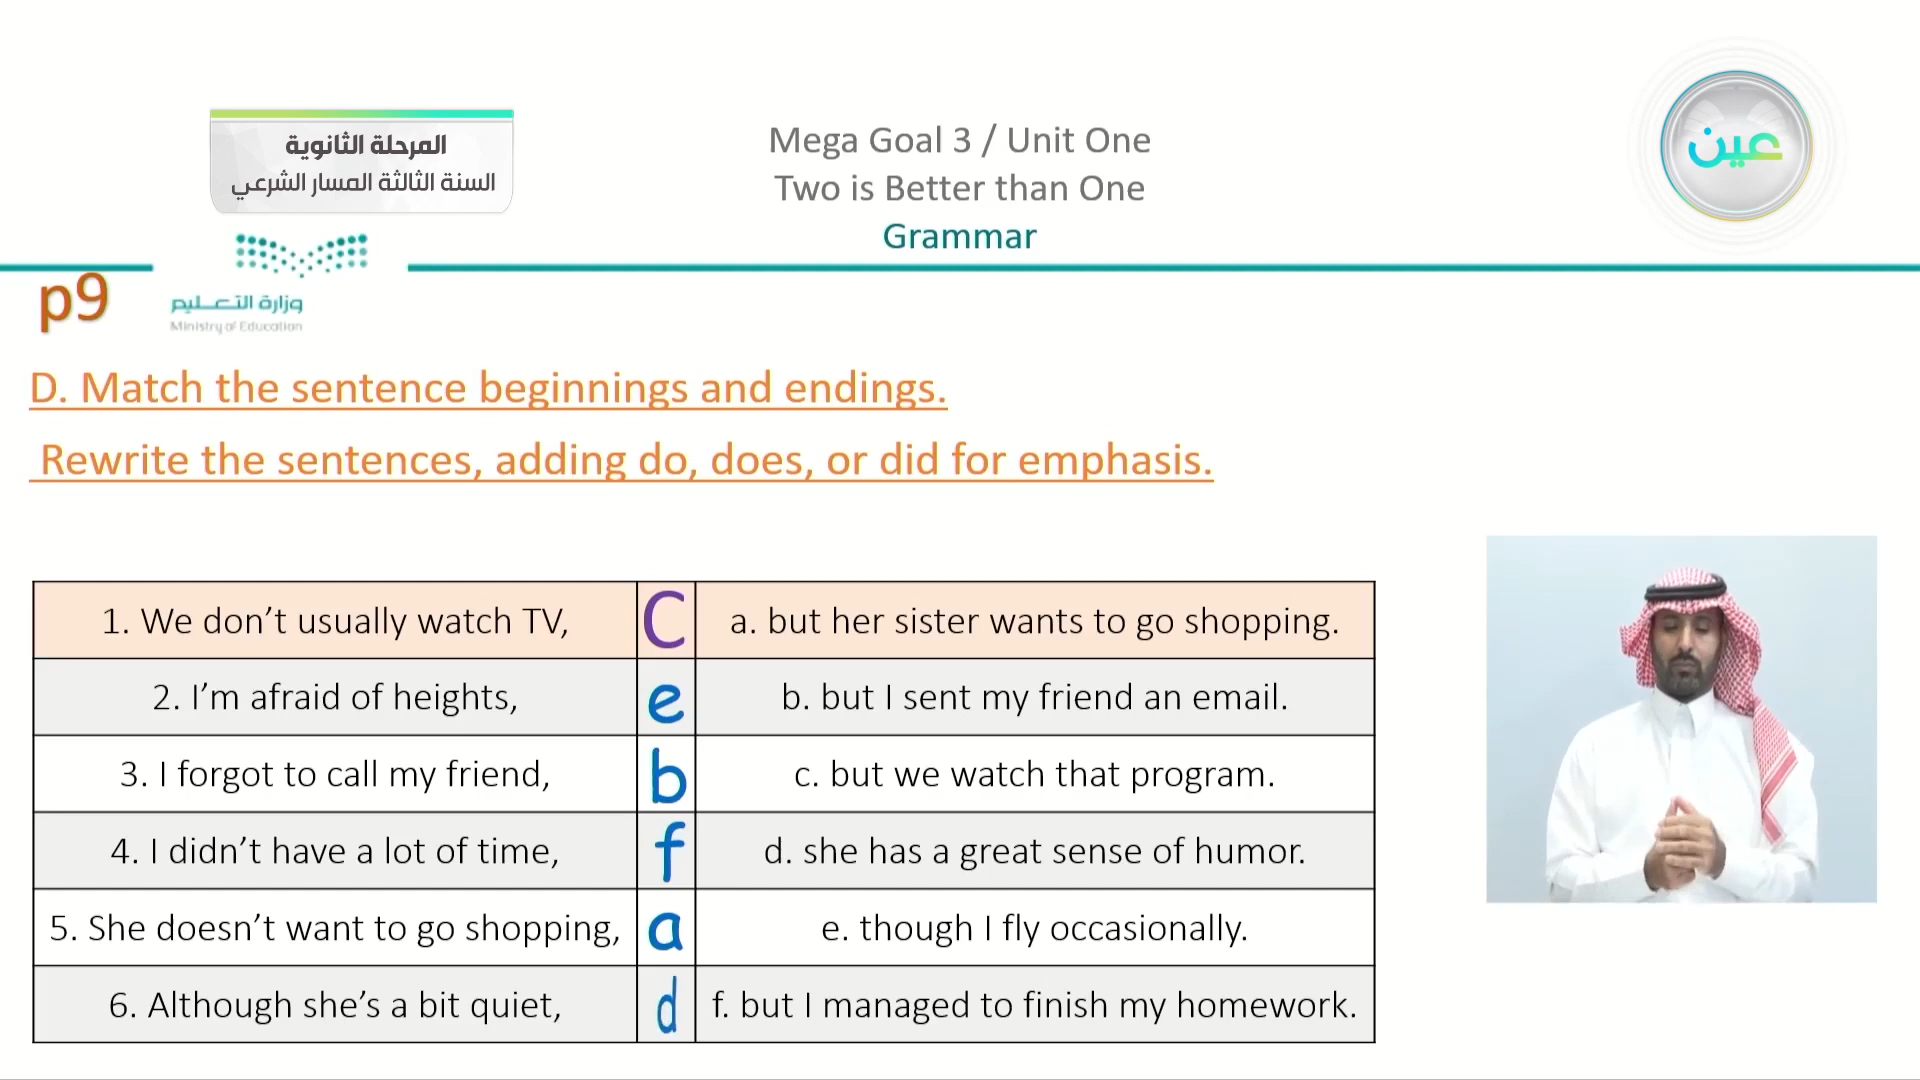 المرحلة الثانوية
السنة الثالثة المسار الشرعي
Mega Goal 3 / Unit One
Two is Better than One
Grammar
عين
p9
وزارة التعليم
Ministry of Education
D. Match the sentence beginnings and endings.
Rewrite the sentences, adding do, does, or did for emphasis.
1. We don’t usually watch TV, C a. but her sister wants to go shopping.
2. I’m afraid of heights, e b. but I sent my friend an email.
3. I forgot to call my friend, b c. but we watch that program.
4. I didn’t have a lot of time, f d. she has a great sense of humor.
5. She doesn’t want to go shopping, a e. though I fly occasionally.
6. Although she’s a bit quiet, d f. but I managed to finish my homework.